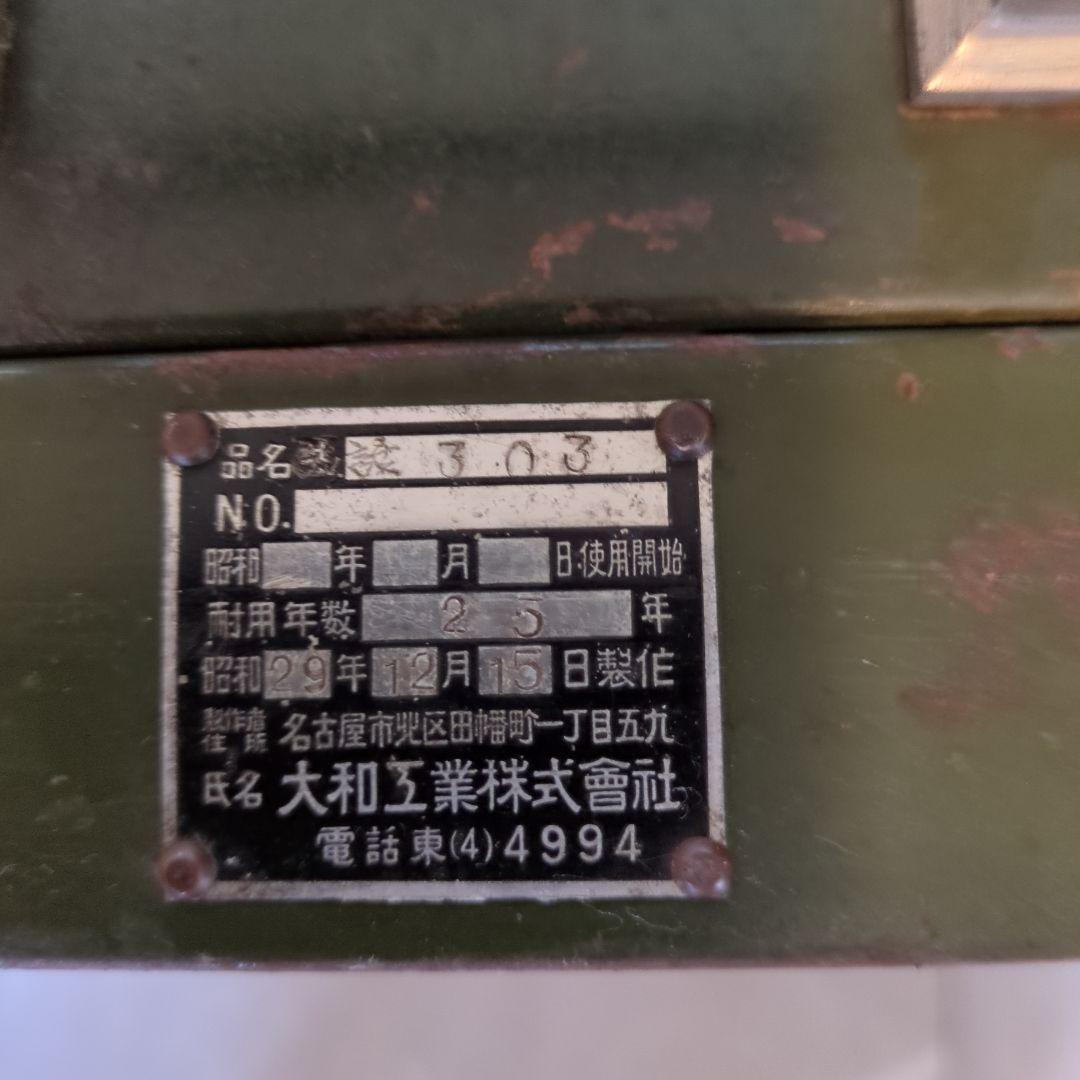 品名 303
NO.
昭和 年 月 日使用開始
耐用年数 25 年
昭和29年12月15日製作
製作者住所 名古屋市北区田幡町一丁目五九
氏名 大和工業株式會社
電話東(4)4994